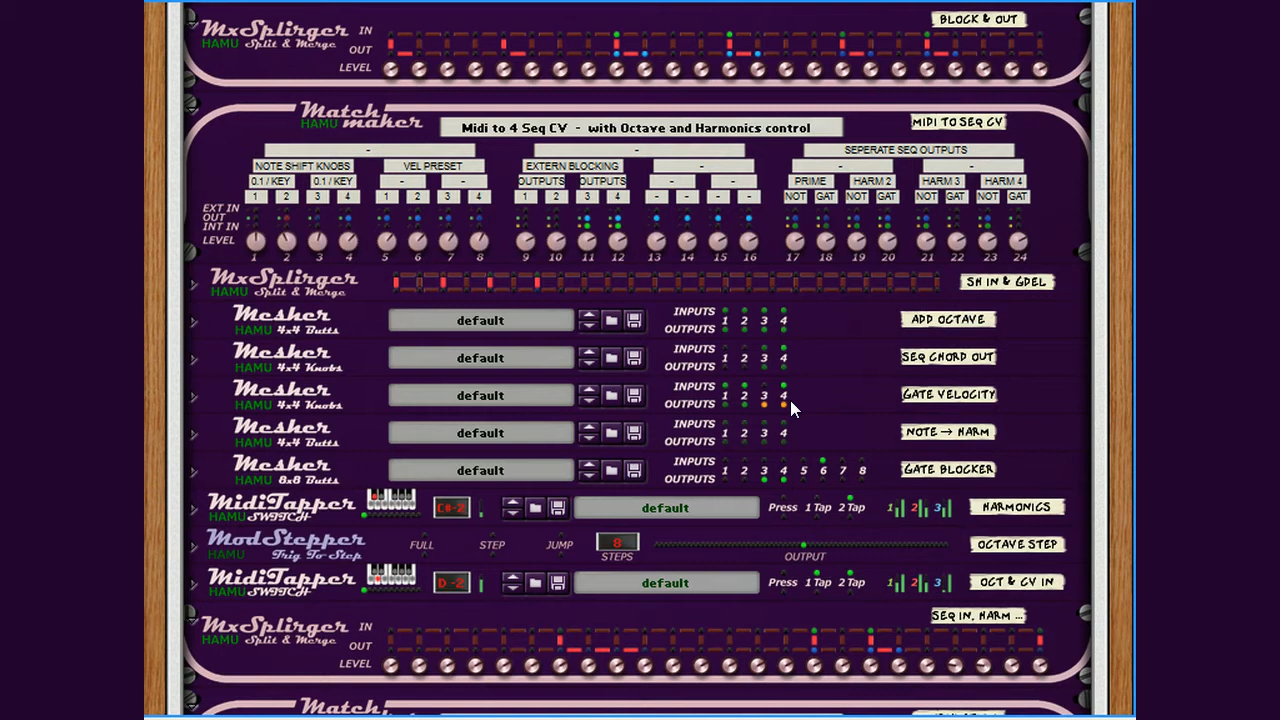 MxSplirger
HAMU Split & Merge
IN
OUT
LEVEL
BLOCK & OUT
Match maker
HAMU
Midi to 4 Seq CV - with Octave and Harmonics control
MIDI TO SEQ CV
- - SEPERATE SEQ OUTPUTS
NOTE SHIFT KNOBS VEL PRESET EXTERN BLOCKING - - -
0.1 / KEY 0.1 / KEY - - OUTPUTS OUTPUTS - - PRIME HARM 2 HARM 3 HARM 4
1 2 3 4 1 2 3 4 1 2 3 4 - - - - NOT GAT NOT GAT NOT GAT NOT GAT
EXT IN
OUT
INT IN
LEVEL
1 2 3 4 5 6 7 8 9 10 11 12 13 14 15 16 17 18 19 20 21 22 23 24
MxSplirger
HAMU Split & Merge
SH IN & GDEL
Mesher
HAMU 4x4 Butts
default
INPUTS
1 2 3 4
OUTPUTS
ADD OCTAVE
Mesher
HAMU 4x4 Knobs
default
INPUTS
1 2 3 4
OUTPUTS
SEQ CHORD OUT
Mesher
HAMU 4x4 Knobs
default
INPUTS
1 2 3 4
OUTPUTS
GATE VELOCITY
Mesher
HAMU 4x4 Butts
default
INPUTS
1 2 3 4
OUTPUTS
NOTE → HARM
Mesher
HAMU 8x8 Butts
default
INPUTS
1 2 3 4 5 6 7 8
OUTPUTS
GATE BLOCKER
MidiTapper
HAMU SWITCH
C#-2
default
Press 1 Tap 2 Tap
1 2 3
HARMONICS
ModStepper
HAMU Trig To Step
FULL STEP JUMP
8
STEPS
OUTPUT
OCTAVE STEP
MidiTapper
HAMU SWITCH
D -2
default
Press 1 Tap 2 Tap
1 2 3
OCT & CV IN
MxSplirger
HAMU Split & Merge
IN
OUT
LEVEL
SEQ IN, HARM ...
Match